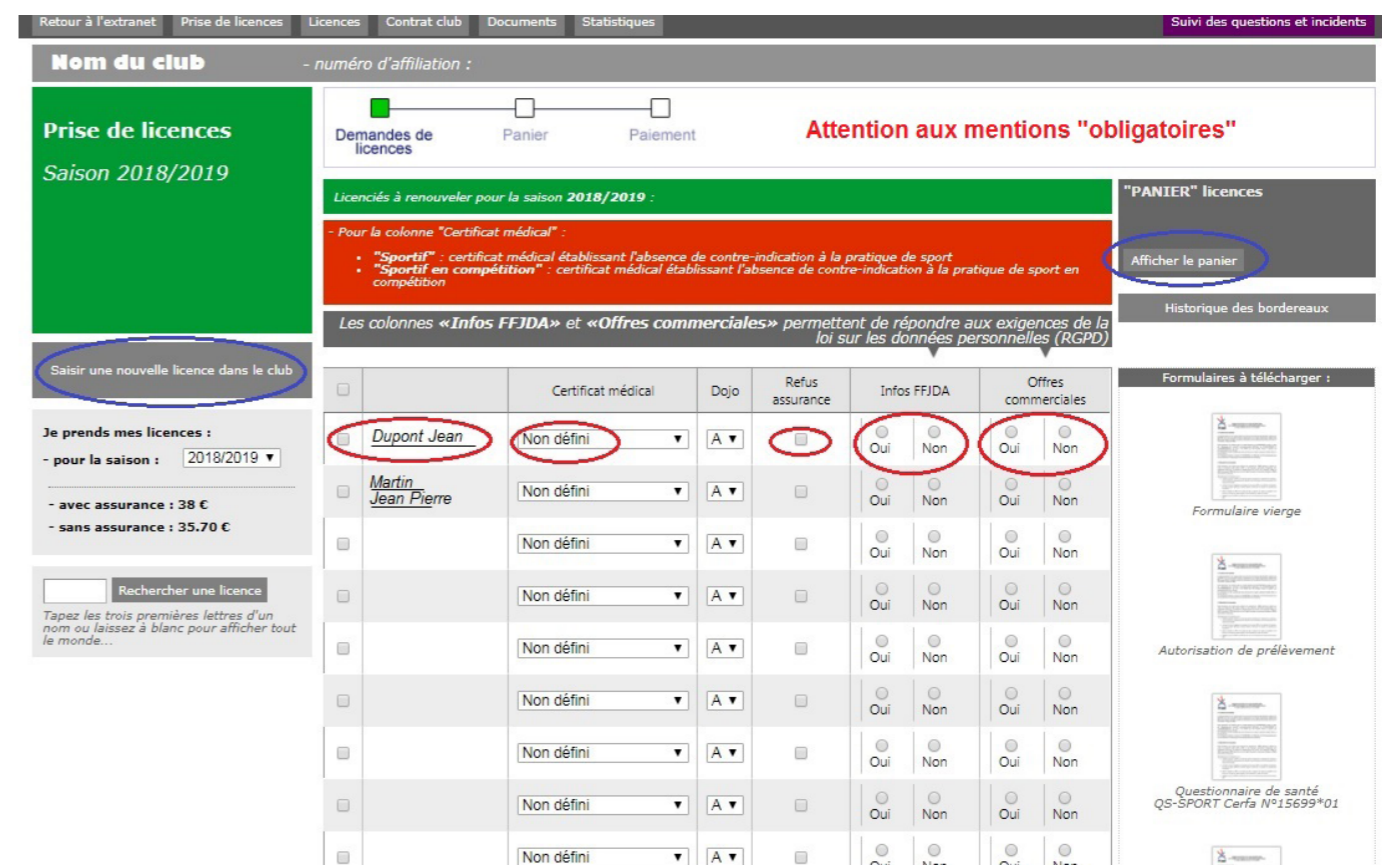 Retour à l'extranet Prise de licences Licences Contrat club Documents Statistiques Suivi des questions et incidents
Nom du club - numéro d'affiliation :
Prise de licences
Saison 2018/2019
Demandes de licences Panier Paiement
Attention aux mentions "obligatoires"
Licenciés à renouveler pour la saison 2018/2019 :
- Pour la colonne "Certificat médical" :
• "Sportif" : certificat médical établissant l'absence de contre-indication à la pratique de sport
• "Sportif en compétition" : certificat médical établissant l'absence de contre-indication à la pratique de sport en
compétition
Les colonnes «Infos FFJDA» et «Offres commerciales» permettent de répondre aux exigences de la
loi sur les données personnelles (RGPD)
"PANIER" licences
Afficher le panier
Historique des bordereaux
Saisir une nouvelle licence dans le club
Je prends mes licences :
- pour la saison : 2018/2019 ▼
- avec assurance : 38 €
- sans assurance : 35.70 €
Rechercher une licence
Tapez les trois premières lettres d'un
nom ou laissez à blanc pour afficher tout
le monde...
Certificat médical Dojo Refus assurance Infos FFJDA Offres commerciales
Dupont Jean Non défini ▼ A ▼ Oui Non Oui Non
Martin
Jean Pierre Non défini ▼ A ▼ Oui Non Oui Non
Non défini ▼ A ▼ Oui Non Oui Non
Non défini ▼ A ▼ Oui Non Oui Non
Non défini ▼ A ▼ Oui Non Oui Non
Non défini ▼ A ▼ Oui Non Oui Non
Non défini ▼ A ▼ Oui Non Oui Non
Non défini ▼ A ▼ Oui Non Oui Non
Non défini ▼ A ▼ Oui Non Oui Non
Formulaires à télécharger :
Formulaire vierge
Autorisation de prélèvement
Questionnaire de santé
QS-SPORT Cerfa N°15699*01